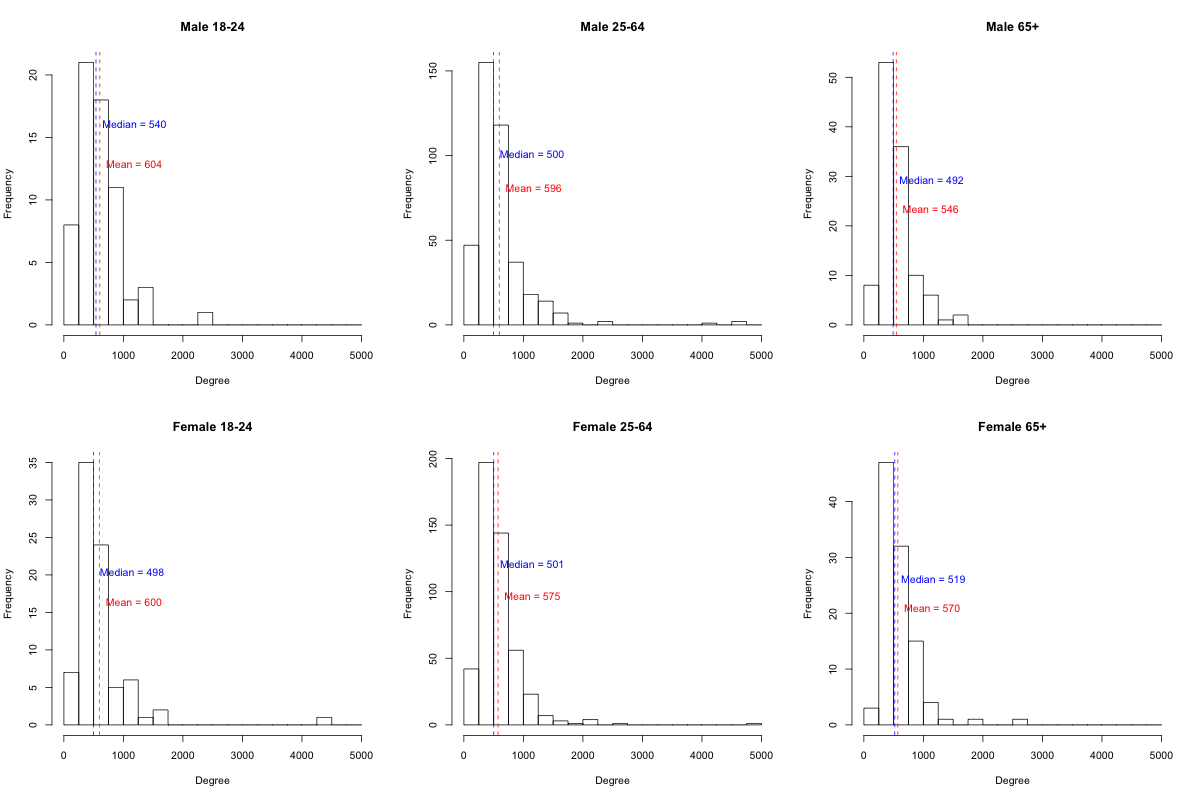 Male 18-24
Frequency
20
15
10
5
0
Median = 540
Mean = 604
0 1000 2000 3000 4000 5000
Degree
Male 25-64
Frequency
150
100
50
0
Median = 500
Mean = 596
0 1000 2000 3000 4000 5000
Degree
Male 65+
Frequency
50
40
30
20
10
0
Median = 492
Mean = 546
0 1000 2000 3000 4000 5000
Degree
Female 18-24
Frequency
35
30
25
20
15
10
5
0
Median = 498
Mean = 600
0 1000 2000 3000 4000 5000
Degree
Female 25-64
Frequency
200
150
100
50
0
Median = 501
Mean = 575
0 1000 2000 3000 4000 5000
Degree
Female 65+
Frequency
40
30
20
10
0
Median = 519
Mean = 570
0 1000 2000 3000 4000 5000
Degree